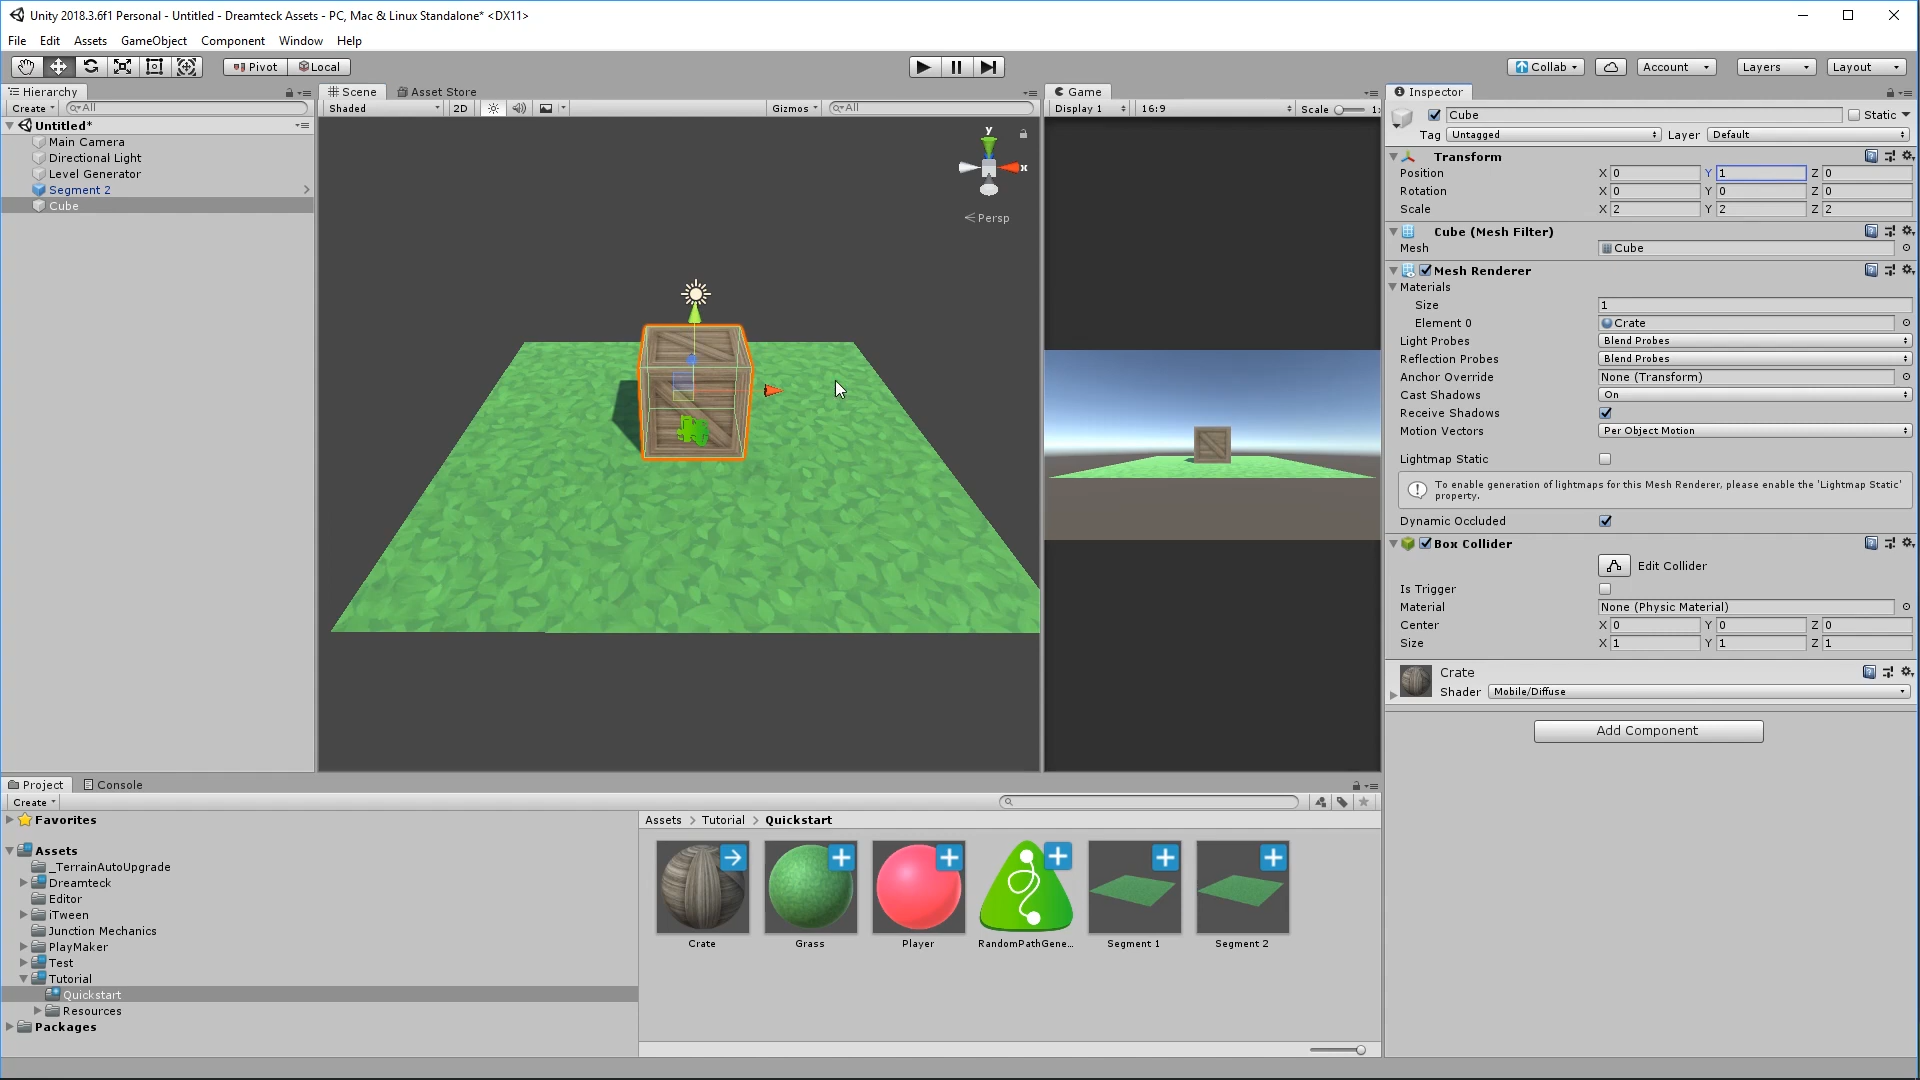 Unity 2018.3.6f1 Personal - Untitled - Dreamteck Assets - PC, Mac & Linux Standalone* <DX11>
File Edit Assets GameObject Component Window Help
Pivot Local Collab Account Layers Layout
Hierarchy
Create All
Untitled*
Main Camera
Directional Light
Level Generator
Segment 2
Cube
Scene Asset Store
Shaded 2D Gizmos All
y
x
Persp
Game
Display 1 16:9 Scale 1:
Inspector
Cube Static
Tag Untagged Layer Default
Transform
Position X 0 Y 1 Z 0
Rotation X 0 Y 0 Z 0
Scale X 2 Y 2 Z 2
Cube (Mesh Filter)
Mesh Cube
Mesh Renderer
Materials
Size 1
Element 0 Crate
Light Probes Blend Probes
Reflection Probes Blend Probes
Anchor Override None (Transform)
Cast Shadows On
Receive Shadows
Motion Vectors Per Object Motion
Lightmap Static
To enable generation of lightmaps for this Mesh Renderer, please enable the 'Lightmap Static'
property.
Dynamic Occluded
Box Collider
Edit Collider
Is Trigger
Material None (Physic Material)
Center X 0 Y 0 Z 0
Size X 1 Y 1 Z 1
Crate
Shader Mobile/Diffuse
Add Component
Project Console
Create
Favorites
Assets
_TerrainAutoUpgrade
Dreamteck
Editor
iTween
Junction Mechanics
PlayMaker
Test
Tutorial
Quickstart
Resources
Packages
Assets > Tutorial > Quickstart
Crate Grass Player RandomPathGene... Segment 1 Segment 2